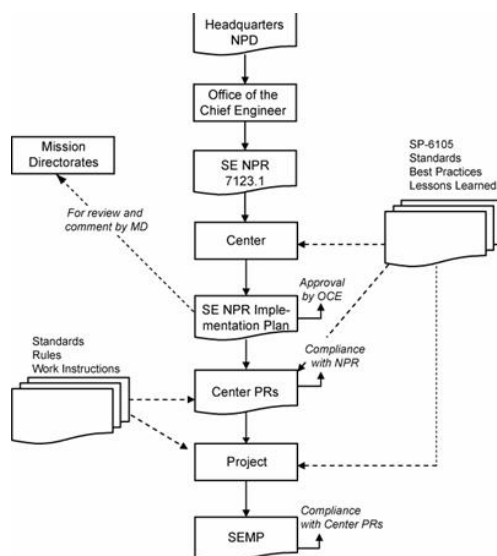 Headquarters
NPD
Office of the
Chief Engineer
Mission
Directorates
SE NPR
7123.1
SP-6105
Standards
Best Practices
Lessons Learned
For review and
comment by MD
Center
Approval
by OCE
SE NPR Imple-
mentation Plan
Standards
Rules
Work Instructions
Compliance
with NPR
Center PRs
Project
Compliance
with Center PRs
SEMP